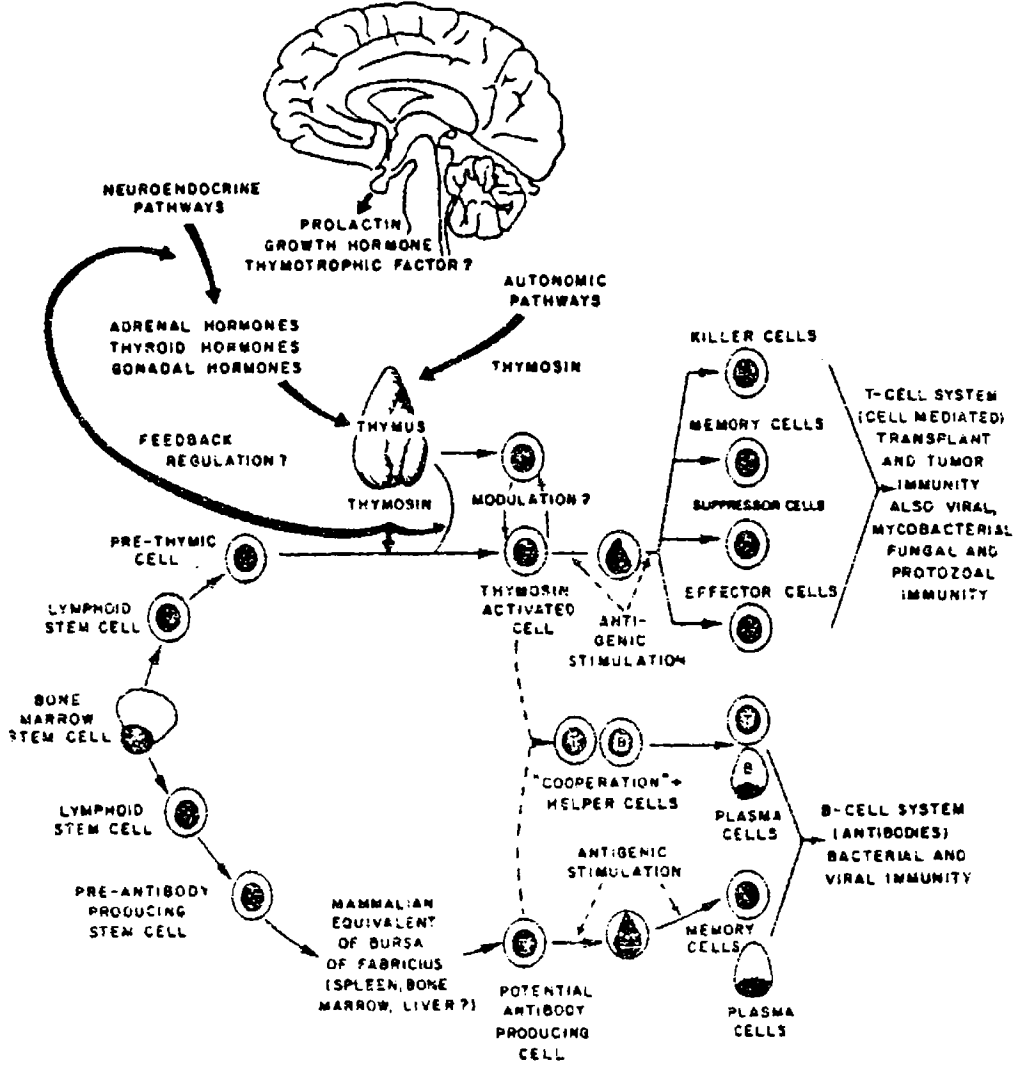 NEUROENDOCRINE
PATHWAYS
PROLACTIN
GROWTH HORMONE
THYMOTROPHIC FACTOR?
AUTONOMIC
PATHWAYS
ADRENAL HORMONES
THYROID HORMONES
GONADAL HORMONES
THYMOSIN
KILLER CELLS
THYMUS
FEEDBACK
REGULATION?
THYMOSIN
MODULATION?
MEMORY CELLS
SUPPRESSOR CELLS
EFFECTOR CELLS
T-CELL SYSTEM
(CELL MEDIATED)
TRANSPLANT
AND TUMOR
IMMUNITY
ALSO VIRAL,
MYCOBACTERIAL
FUNGAL AND
PROTOZOAL
IMMUNITY
PRE-THYMIC
CELL
THYMOSIN
ACTIVATED
CELL
ANTI-
GENIC
STIMULATION
LYMPHOID
STEM CELL
BONE
MARROW
STEM CELL
T
B
"COOPERATION" +
HELPER CELLS
T
B
PLASMA
CELLS
B-CELL SYSTEM
(ANTIBODIES)
BACTERIAL AND
VIRAL IMMUNITY
LYMPHOID
STEM CELL
ANTIGENIC
STIMULATION
PRE-ANTIBODY
PRODUCING
STEM CELL
MAMMALIAN
EQUIVALENT
OF BURSA
OF FABRICIUS
(SPLEEN, BONE
MARROW, LIVER?)
POTENTIAL
ANTIBODY
PRODUCING
CELL
MEMORY
CELLS
PLASMA
CELLS